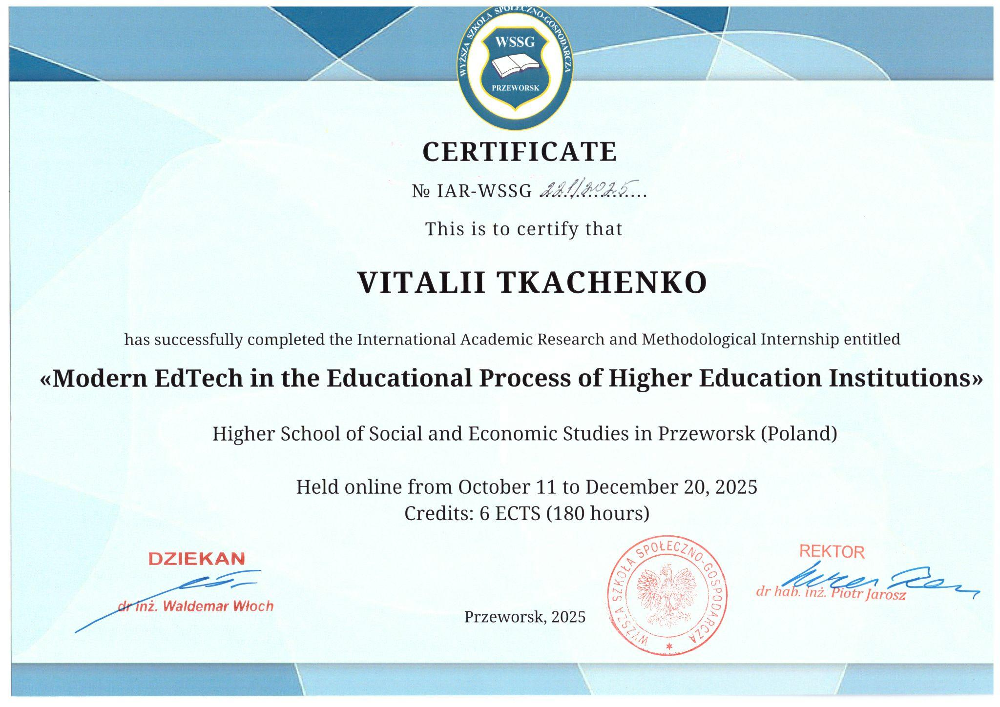 WYŻSZA SZKOŁA SPOŁECZNO-GOSPODARCZA
WSSG
PRZEWORSK
CERTIFICATE
№ IAR-WSSG 221/2025
This is to certify that
VITALII TKACHENKO
has successfully completed the International Academic Research and Methodological Internship entitled
«Modern EdTech in the Educational Process of Higher Education Institutions»
Higher School of Social and Economic Studies in Przeworsk (Poland)
Held online from October 11 to December 20, 2025
Credits: 6 ECTS (180 hours)
DZIEKAN
dr inż. Waldemar Włoch
Przeworsk, 2025
WYŻSZA SZKOŁA SPOŁECZNO-GOSPODARCZA
REKTOR
dr hab. inż. Piotr Jarosz